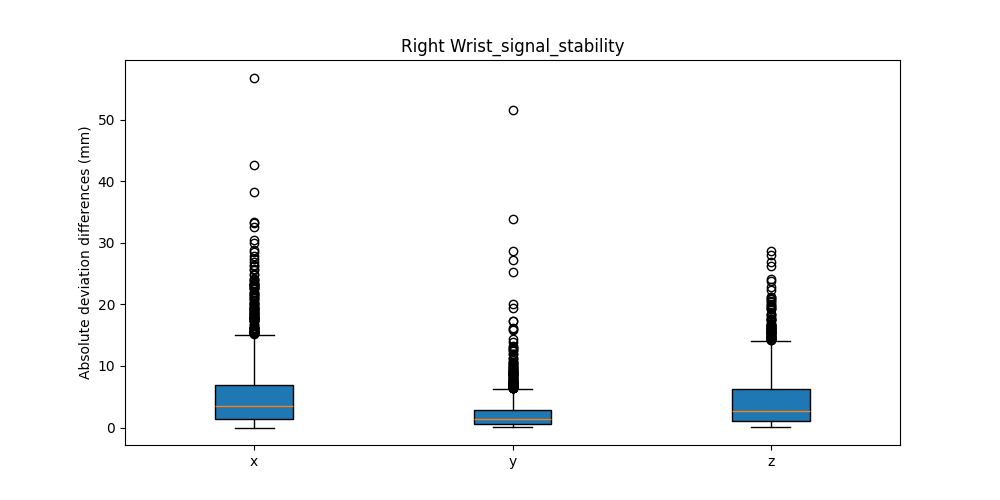 Right Wrist_signal_stability
Absolute deviation differences (mm)
50
40
30
20
10
0
x
y
z